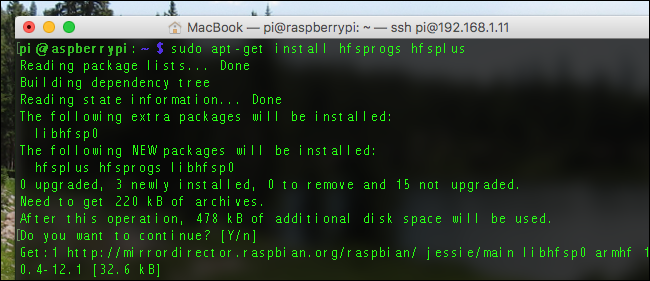 MacBook — pi@raspberrypi: ~ — ssh pi@192.168.1.11
pi@aspberrypi:~ $ sudo apt-get install hfsprogs hfsplus
Reading package lists... Done
Building dependency tree
Reading state information... Done
The following extra packages will be installed:
libhfsp0
The following NEW packages will be installed:
hfsplus hfsprogs libhfsp0
0 upgraded, 3 newly installed, 0 to remove and 15 not upgraded.
Need to get 220 kB of archives.
After this operation, 478 kB of additional disk space will be used.
[Do you want to continue? [Y/n]
Get:1 http://mirrordirector.raspbian.org/raspbian/ jessie/main libhfsp0 armhf 1
0.4-12.1 [32.6 kB]